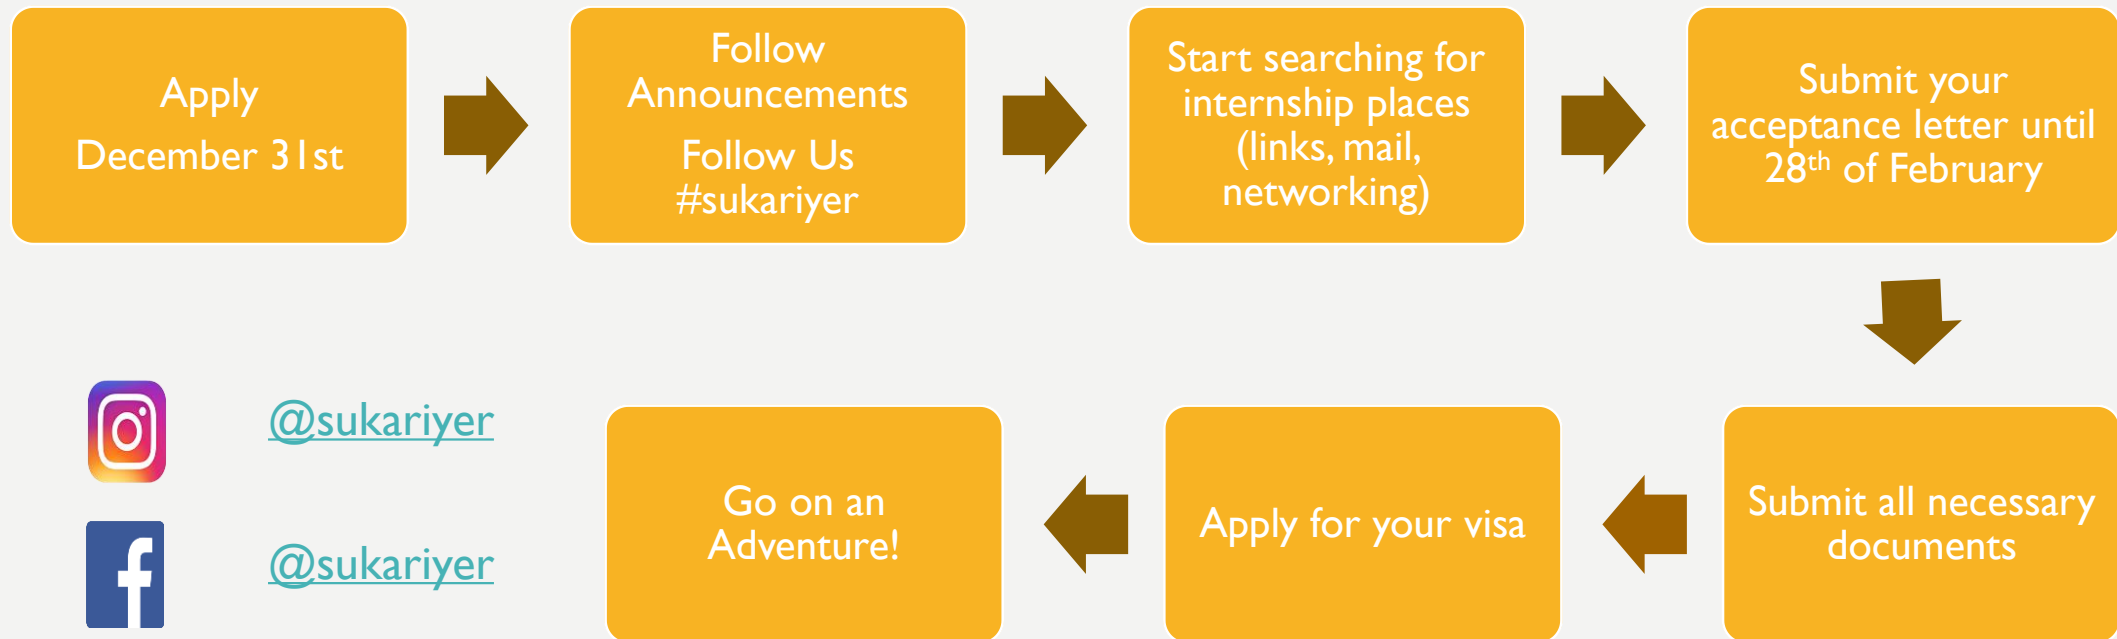 Apply
December 31st
Follow
Announcements
Follow Us
#sukariyer
Start searching for
internship places
(links, mail,
networking)
Submit your
acceptance letter until
28th of February
Submit all necessary
documents
Apply for your visa
Go on an
Adventure!
@sukariyer
@sukariyer